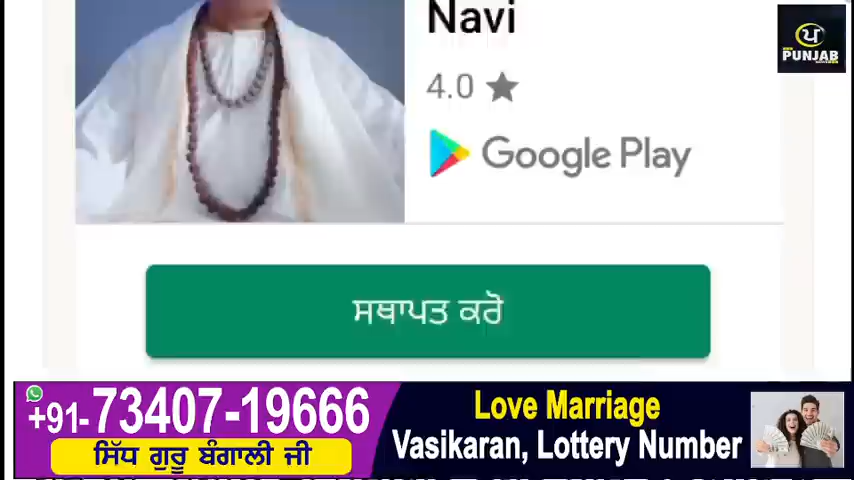 Navi
ਪ
PUNJAB
4.0
Google Play
ਸਥਾਪਤ ਕਰੋ
+91-73407-19666
ਸਿੱਧ ਗੁਰੂ ਬੰਗਾਲੀ ਜੀ
Love Marriage
Vasikaran, Lottery Number